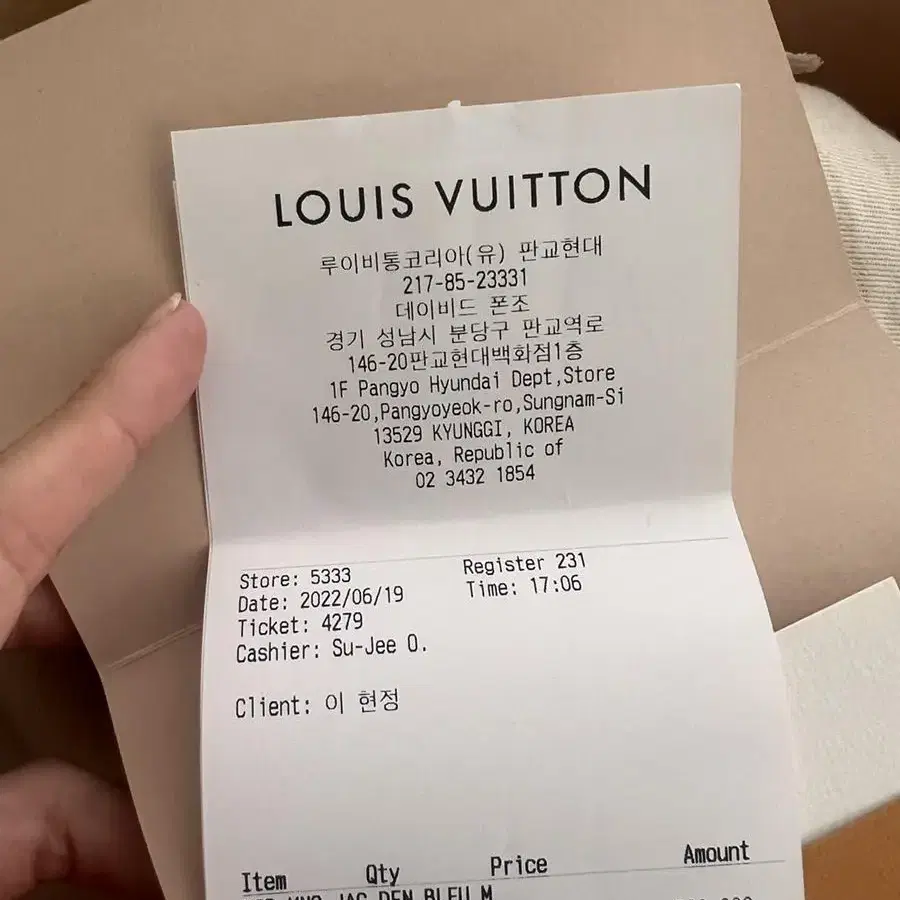 LOUIS VUITTON
루이비통코리아(유) 판교현대
217-85-23331
데이비드 폰조
경기 성남시 분당구 판교역로
146-20판교현대백화점1층
1F Pangyo Hyundai Dept,Store
146-20,Pangyoyeok-ro,Sungnam-Si
13529 KYUNGGI, KOREA
Korea, Republic of
02 3432 1854
Store: 5333 Register 231
Date: 2022/06/19 Time: 17:06
Ticket: 4279
Cashier: Su-Jee O.
Client: 이 현정
Item Qty Price Amount
MNG JAC DEN BLEU M